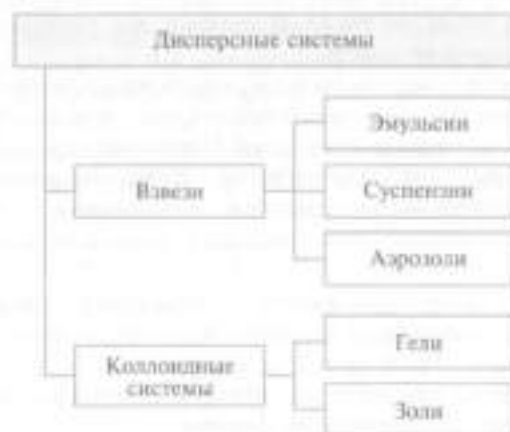 Дисперсные системы
Взвеси
Эмульсии
Суспензии
Аэрозоли
Коллоидные
системы
Гели
Золи